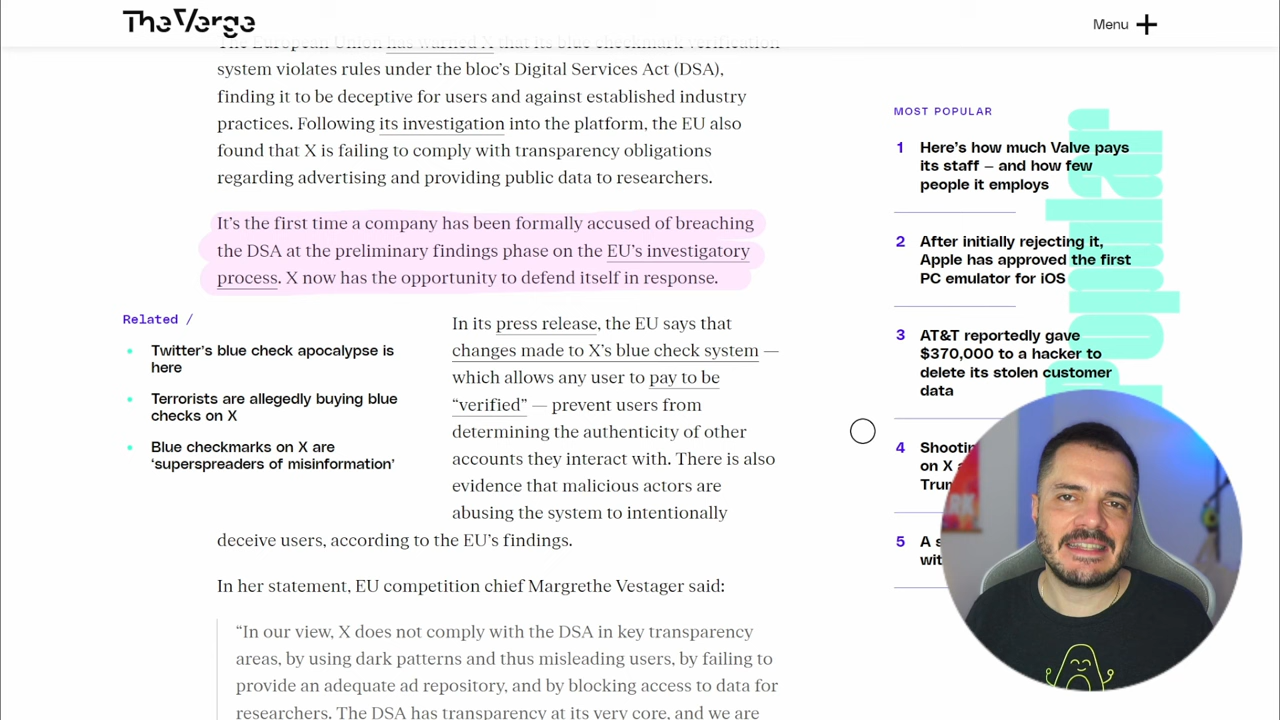 The Verge
Menu
The European Union has warned X that its blue checkmark verification
system violates rules under the bloc’s Digital Services Act (DSA),
finding it to be deceptive for users and against established industry
practices. Following its investigation into the platform, the EU also
found that X is failing to comply with transparency obligations
regarding advertising and providing public data to researchers.
It’s the first time a company has been formally accused of breaching
the DSA at the preliminary findings phase on the EU’s investigatory
process. X now has the opportunity to defend itself in response.
Related /
Twitter’s blue check apocalypse is
here
Terrorists are allegedly buying blue
checks on X
Blue checkmarks on X are
‘superspreaders of misinformation’
In its press release, the EU says that
changes made to X’s blue check system —
which allows any user to pay to be
“verified” — prevent users from
determining the authenticity of other
accounts they interact with. There is also
evidence that malicious actors are
abusing the system to intentionally
deceive users, according to the EU’s findings.
In her statement, EU competition chief Margrethe Vestager said:
“In our view, X does not comply with the DSA in key transparency
areas, by using dark patterns and thus misleading users, by failing to
provide an adequate ad repository, and by blocking access to data for
researchers. The DSA has transparency at its very core, and we are
MOST POPULAR
Popular
1 Here’s how much Valve pays
its staff — and how few
people it employs
2 After initially rejecting it,
Apple has approved the first
PC emulator for iOS
3 AT&T reportedly gave
$370,000 to a hacker to
delete its stolen customer
data
4
on X
5 A
RK